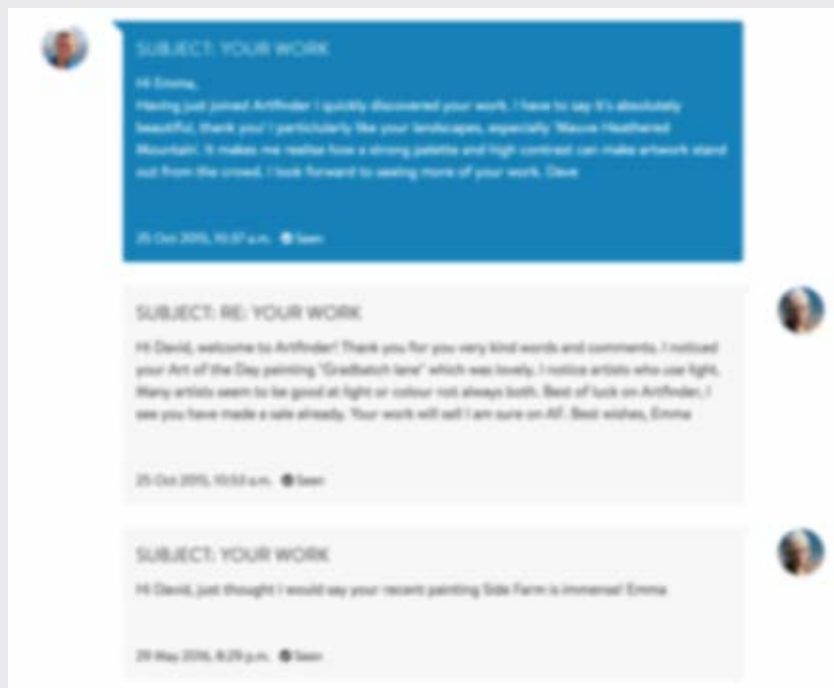 SUBJECT: YOUR WORK
Hi Emma,
Having just joined Artfinder I quickly discovered your work. I have to say it's absolutely
beautiful, thank you! I particularly like your landscapes, especially 'Mauve Heathered
Mountain'. It makes me realise how a strong palette and high contrast can make artwork stand
out from the crowd. I look forward to seeing more of your work. Dave
25 Oct 2015, 10:37 a.m. Seen
SUBJECT: RE: YOUR WORK
Hi David, welcome to Artfinder! Thank you for you very kind words and comments. I noticed
your Art of the Day painting "Gradbatch lane" which was lovely. I notice artists who use light.
Many artists seem to be good at light or colour not always both. Best of luck on Artfinder, I
see you have made a sale already. Your work will sell I am sure on AF. Best wishes, Emma
25 Oct 2015, 10:53 a.m. Seen
SUBJECT: YOUR WORK
Hi David, just thought I would say your recent painting Side Farm is immense! Emma
29 May 2016, 8:29 p.m. Seen